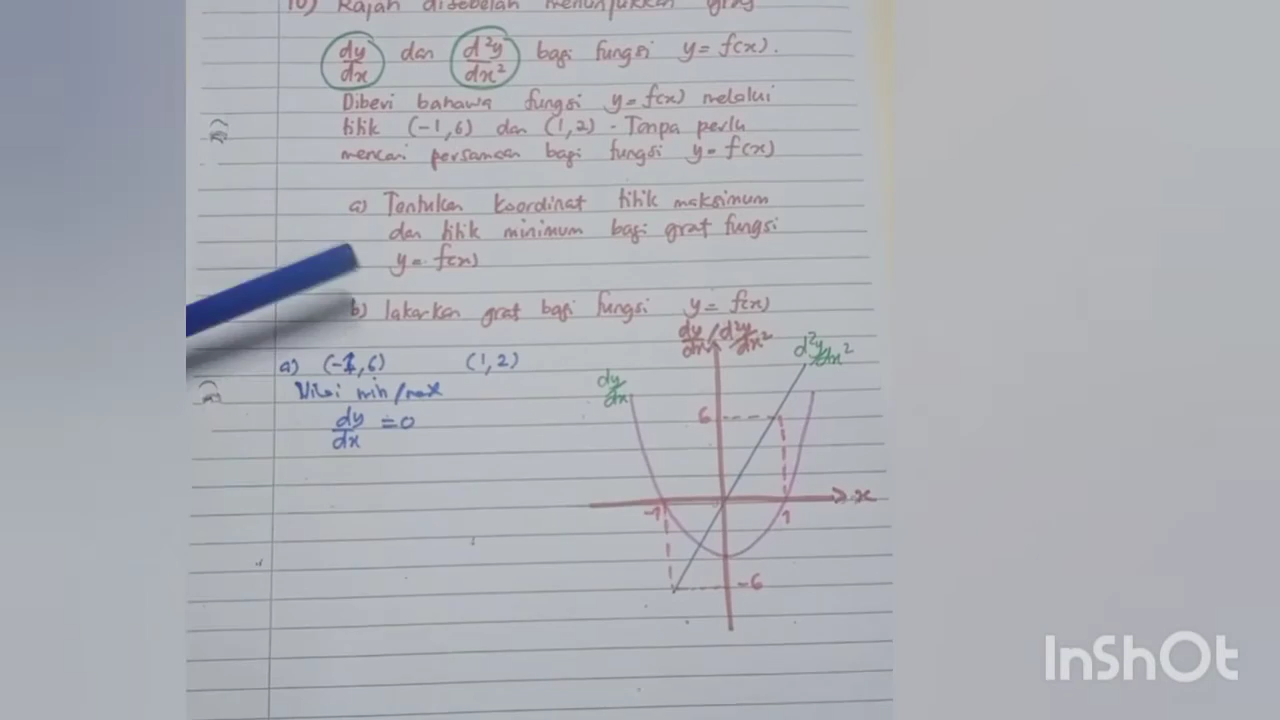 10) Rajah disebelah menunjukkan graf
dy/dx dan d²y/dx² bagi fungsi y = f(x).
Diberi bahawa fungsi y = f(x) melalui
titik (-1,6) dan (1,2). Tanpa perlu
mencari persamaan bagi fungsi y = f(x)
a) Tentukan koordinat titik maksimum
dan titik minimum bagi graf fungsi
y = f(x)
b) lakarkan graf bagi fungsi y = f(x)
dy/dx / d²y/dx²
d²y/dx²
a) (-1,6) (1,2)
Nilai min/max
dy/dx
dy/dx = 0
6
x
-1
1
-6
InShOt